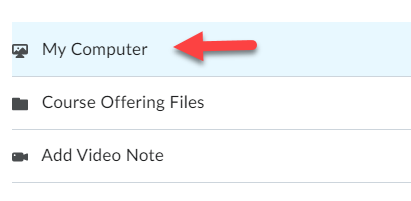 My Computer
Course Offering Files
Add Video Note